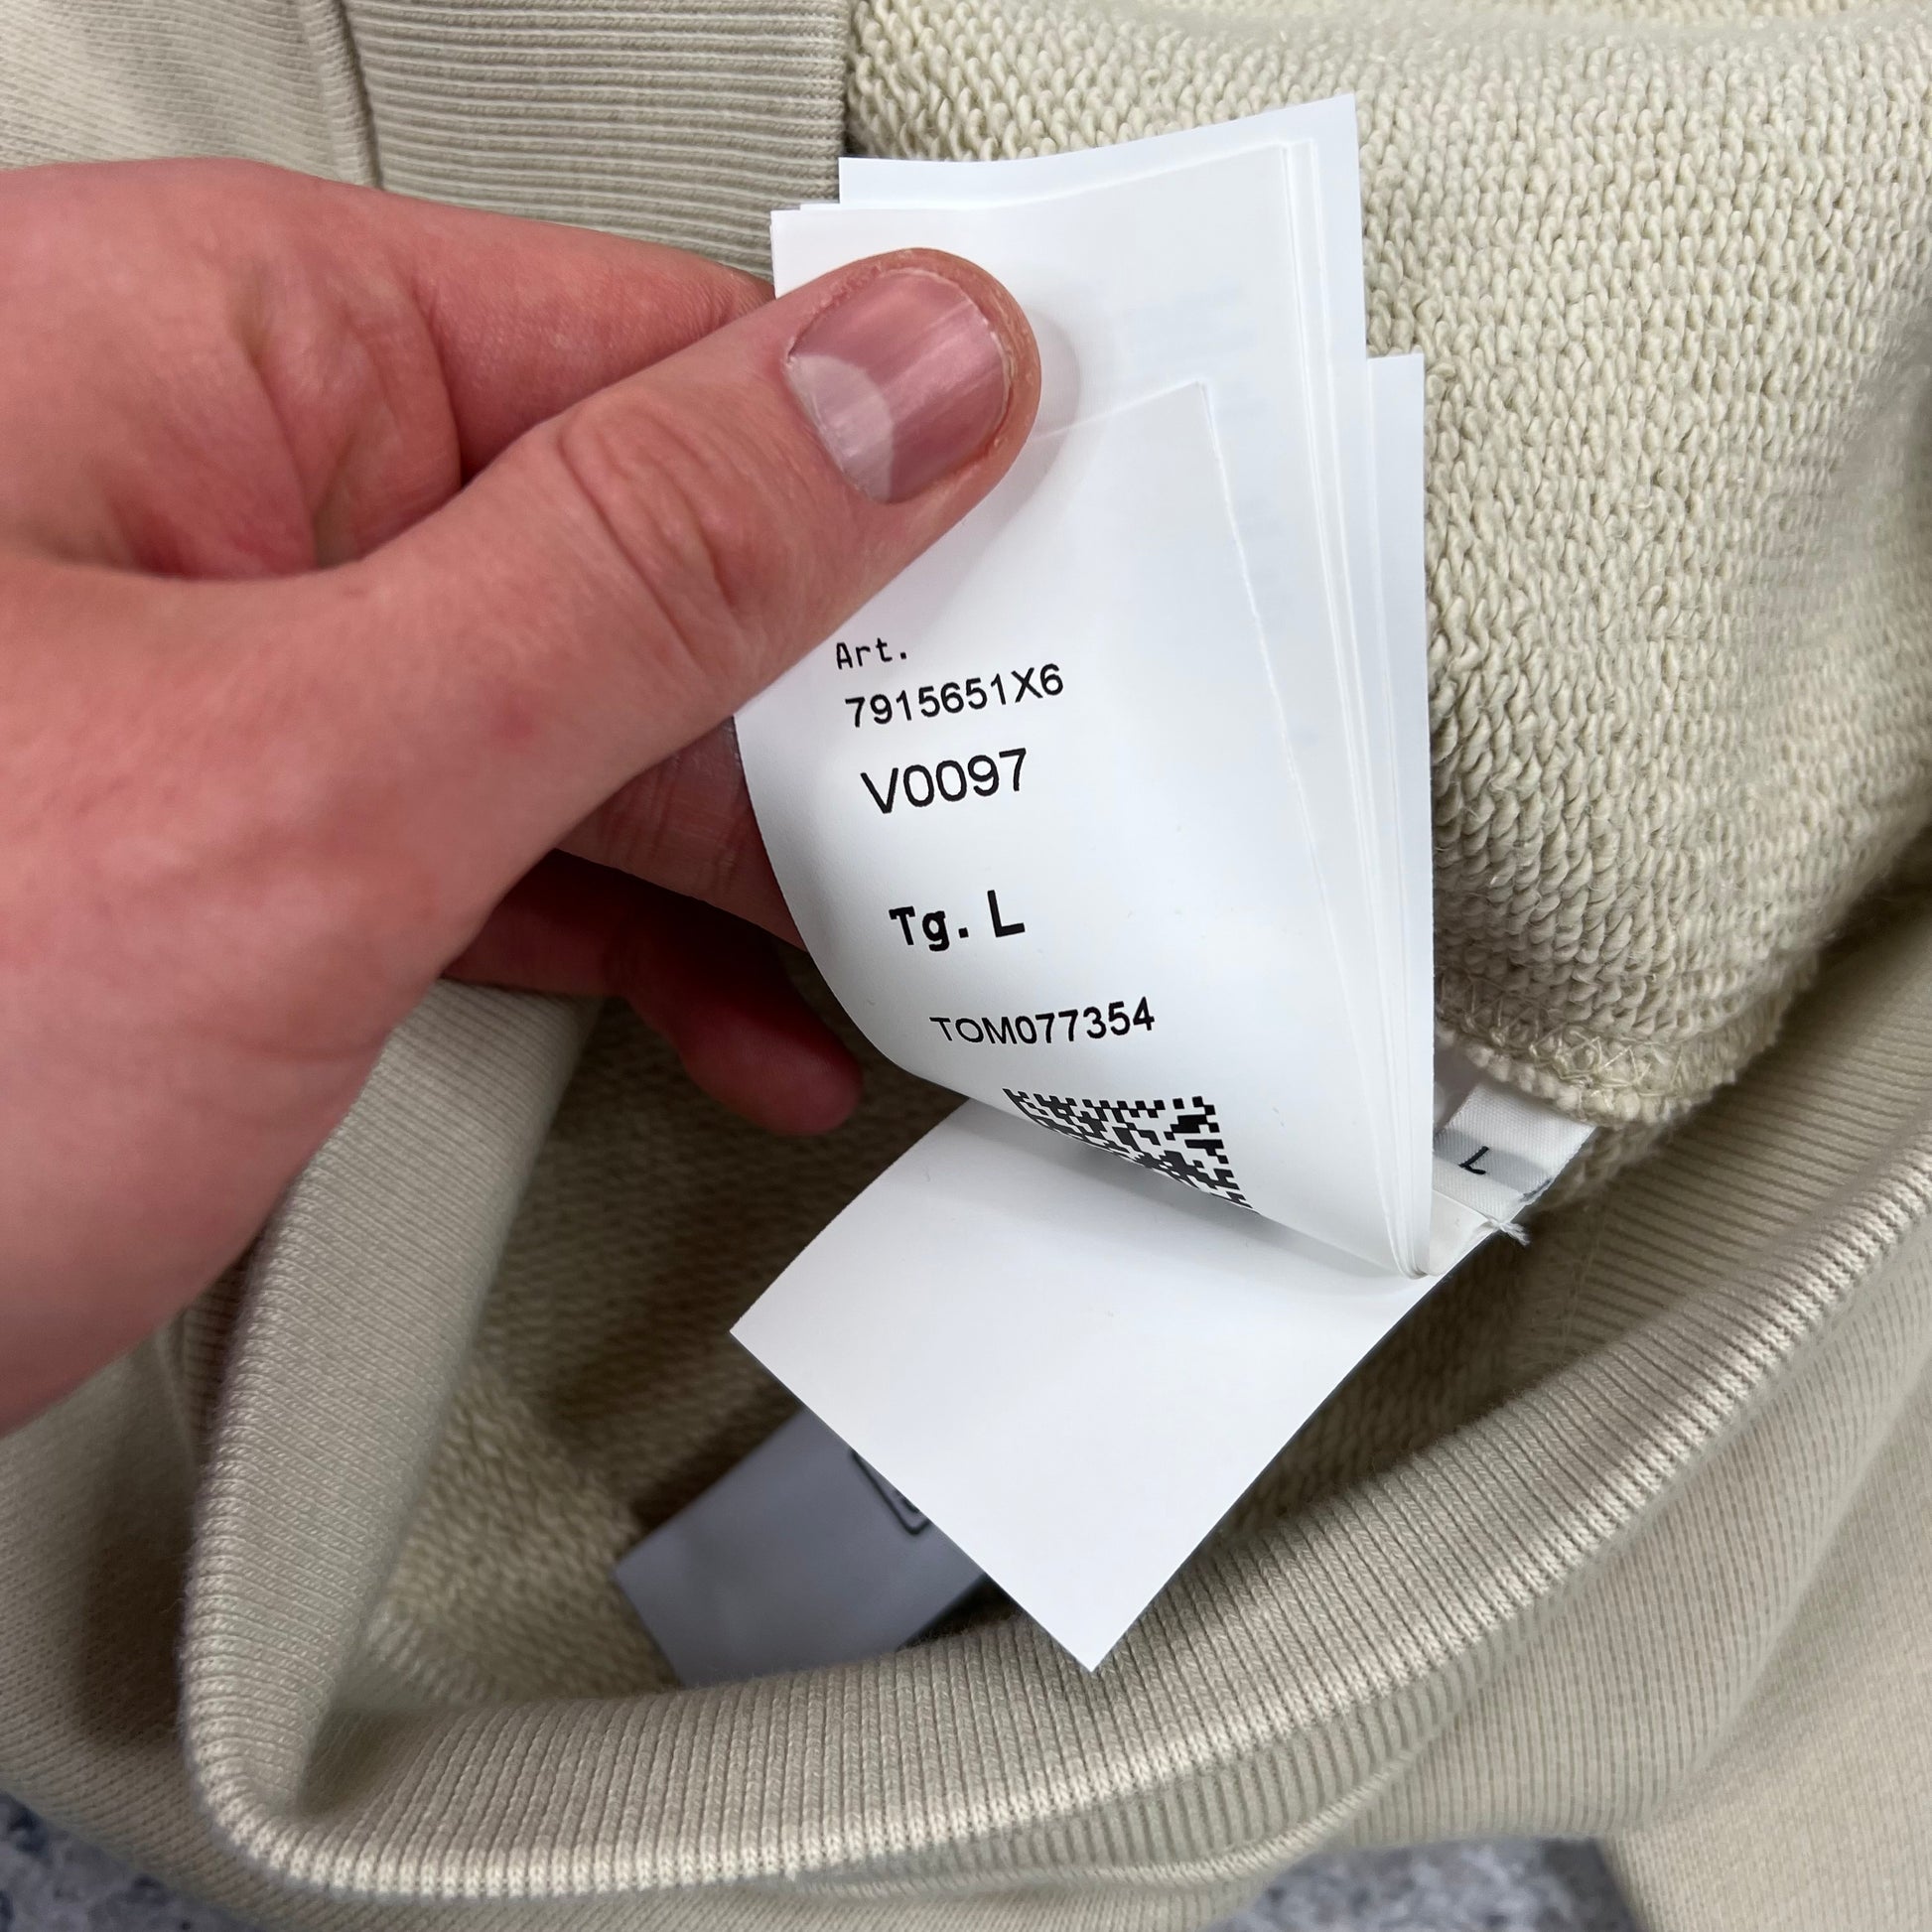 Art.
7915651X6
V0097
Tg. L
TOM077354
L